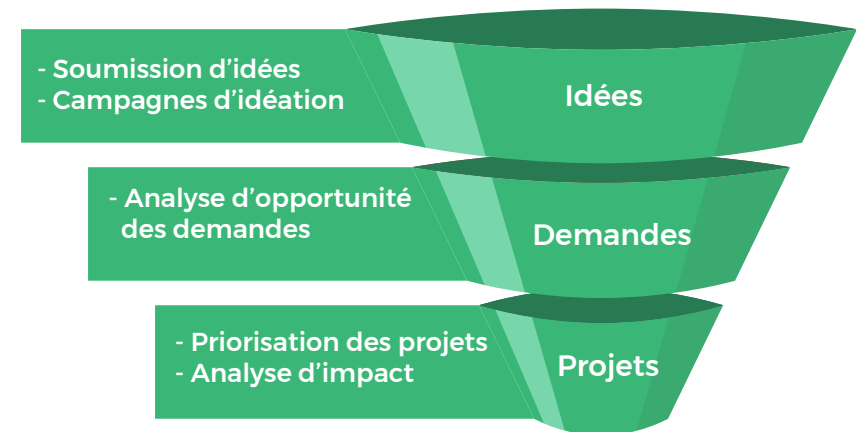 - Soumission d’idées
- Campagnes d’idéation
Idées
- Analyse d’opportunité
des demandes
Demandes
- Priorisation des projets
- Analyse d’impact
Projets